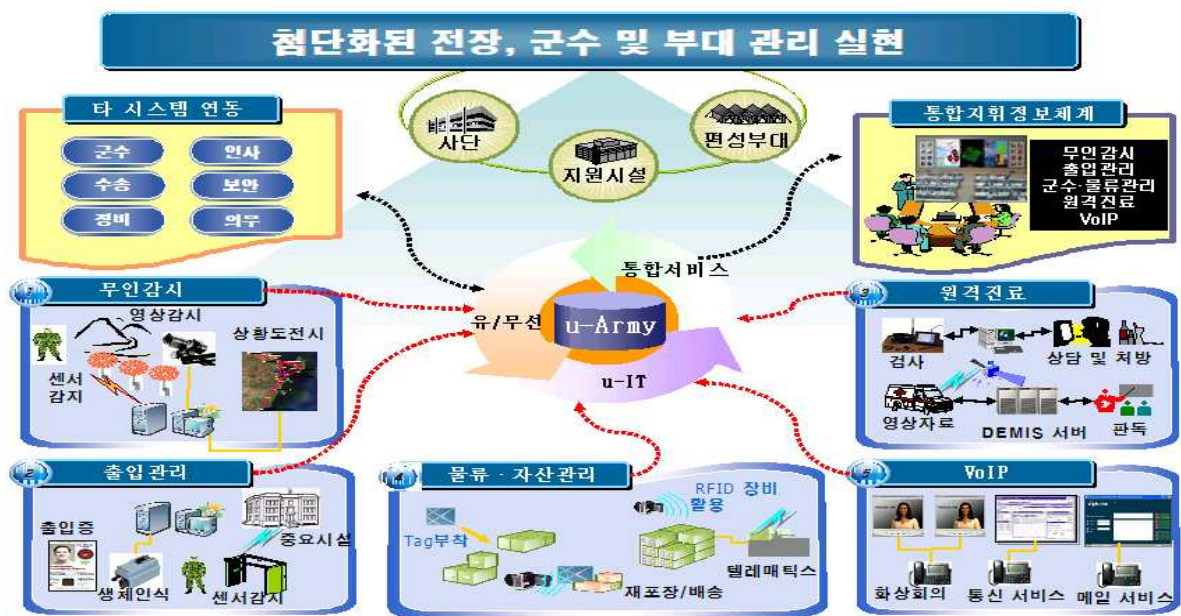 첨단화된 전장, 군수 및 부대 관리 실현
타 시스템 연동
군수
인사
수송
보안
정비
의무
사단
지원시설
편성부대
통합지휘정보체계
무인감시
출입관리
군수·물류관리
원격진료
VoIP
통합서비스
유/무선
u-Army
u-IT
1
무인감시
영상감시
상황도전시
센서
감지
3
원격진료
검사
상담 및 처방
영상자료
DEMIS 서버
판독
2
출입관리
출입증
중요시설
생체인식
센서감지
4
물류 · 자산관리
RFID 장비
활용
Tag부착
텔레매틱스
재포장/배송
5
VoIP
화상회의
통신 서비스
메일 서비스